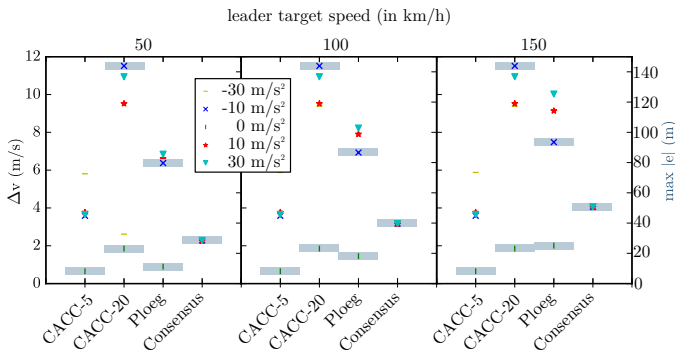 leader target speed (in km/h)
50 100 150
12
10
8
6
4
2
0
Δv (m/s)
-30 m/s²
-10 m/s²
0 m/s²
10 m/s²
30 m/s²
140
120
100
80
60
40
20
0
max |e| (m)
CACC-5 CACC-20 Ploeg Consensus
CACC-5 CACC-20 Ploeg Consensus
CACC-5 CACC-20 Ploeg Consensus